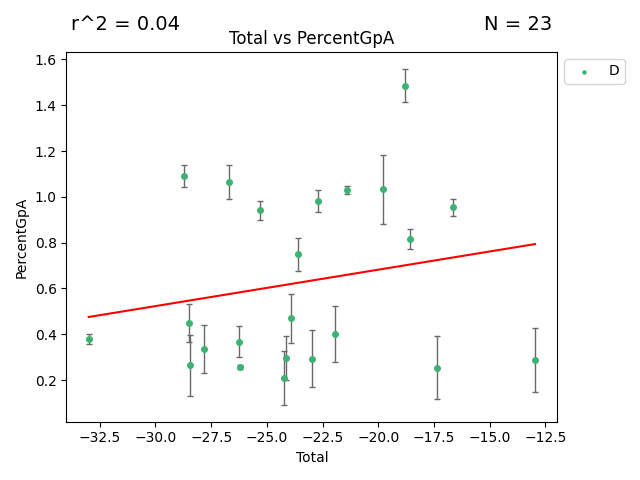 r^2 = 0.04
N = 23
Total vs PercentGpA
D
PercentGpA
1.6
1.4
1.2
1.0
0.8
0.6
0.4
0.2
−32.5 −30.0 −27.5 −25.0 −22.5 −20.0 −17.5 −15.0 −12.5
Total